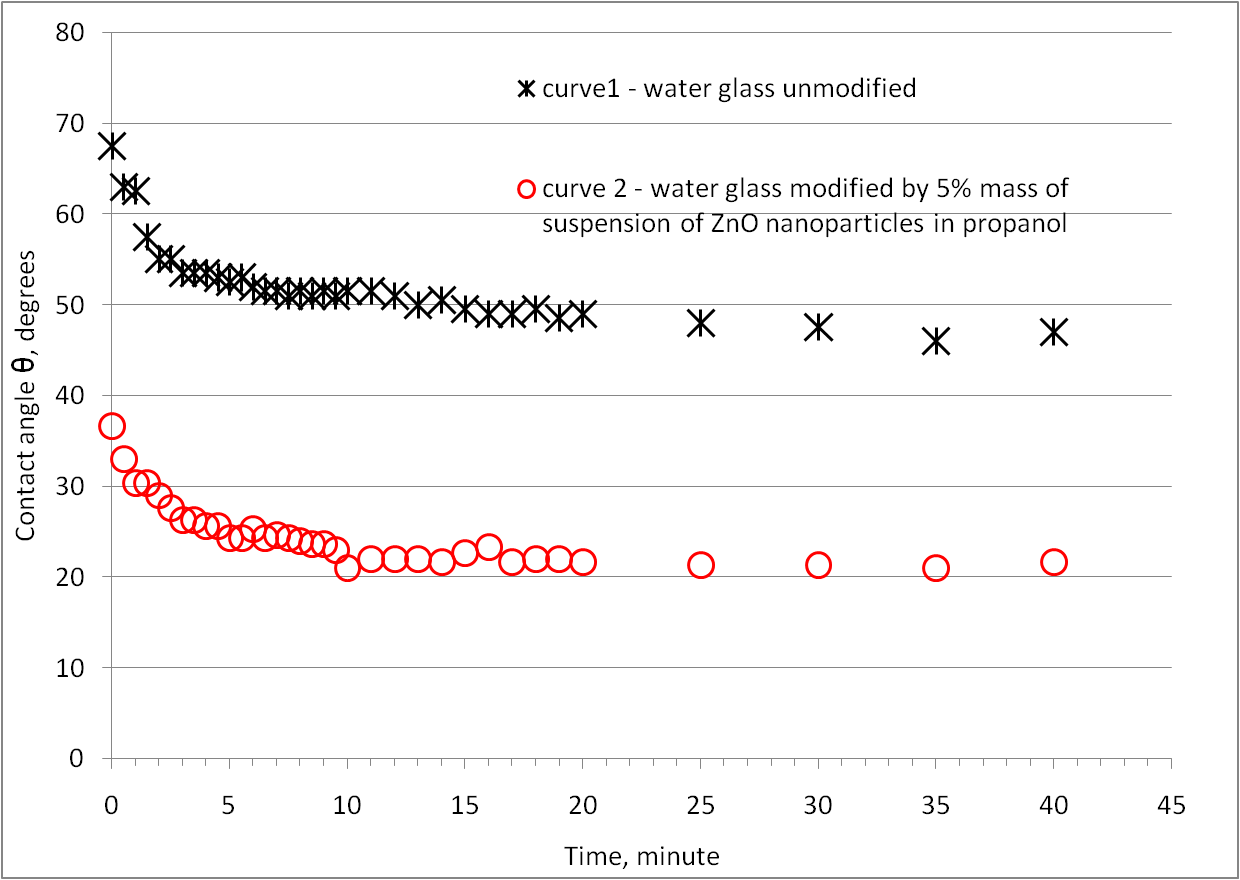 80
70
60
50
40
30
20
10
0
Contact angle θ, degrees
curve1 - water glass unmodified
curve 2 - water glass modified by 5% mass of
suspension of ZnO nanoparticles in propanol
0 5 10 15 20 25 30 35 40 45
Time, minute